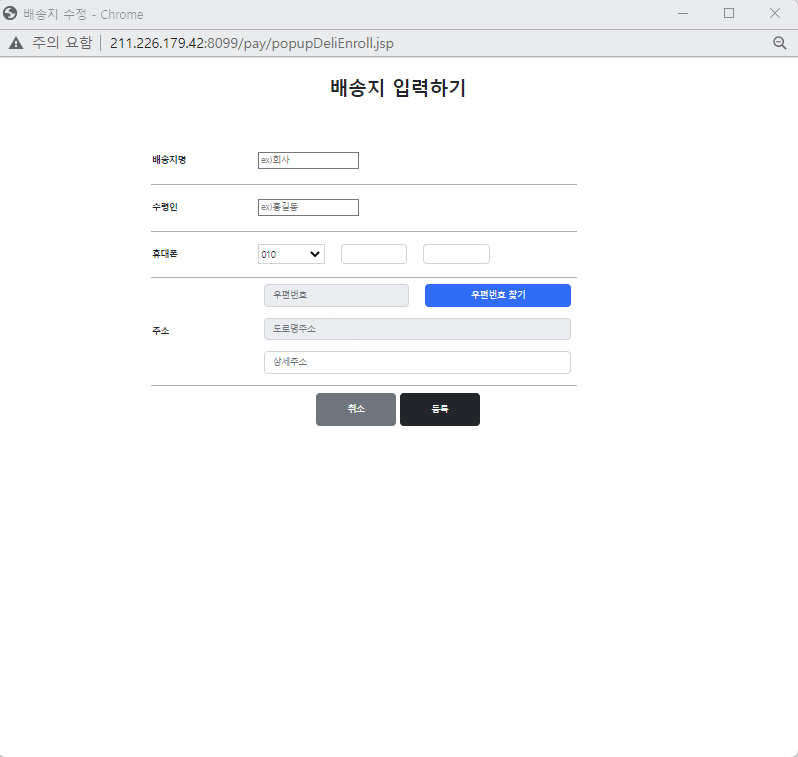 배송지 수정 - Chrome
주의 요함 211.226.179.42:8099/pay/popupDeliEnroll.jsp
배송지 입력하기
배송지명 ex)회사
수령인 ex)홍길동
휴대폰 010
우편번호 우편번호 찾기
주소 도로명주소
상세주소
취소 등록